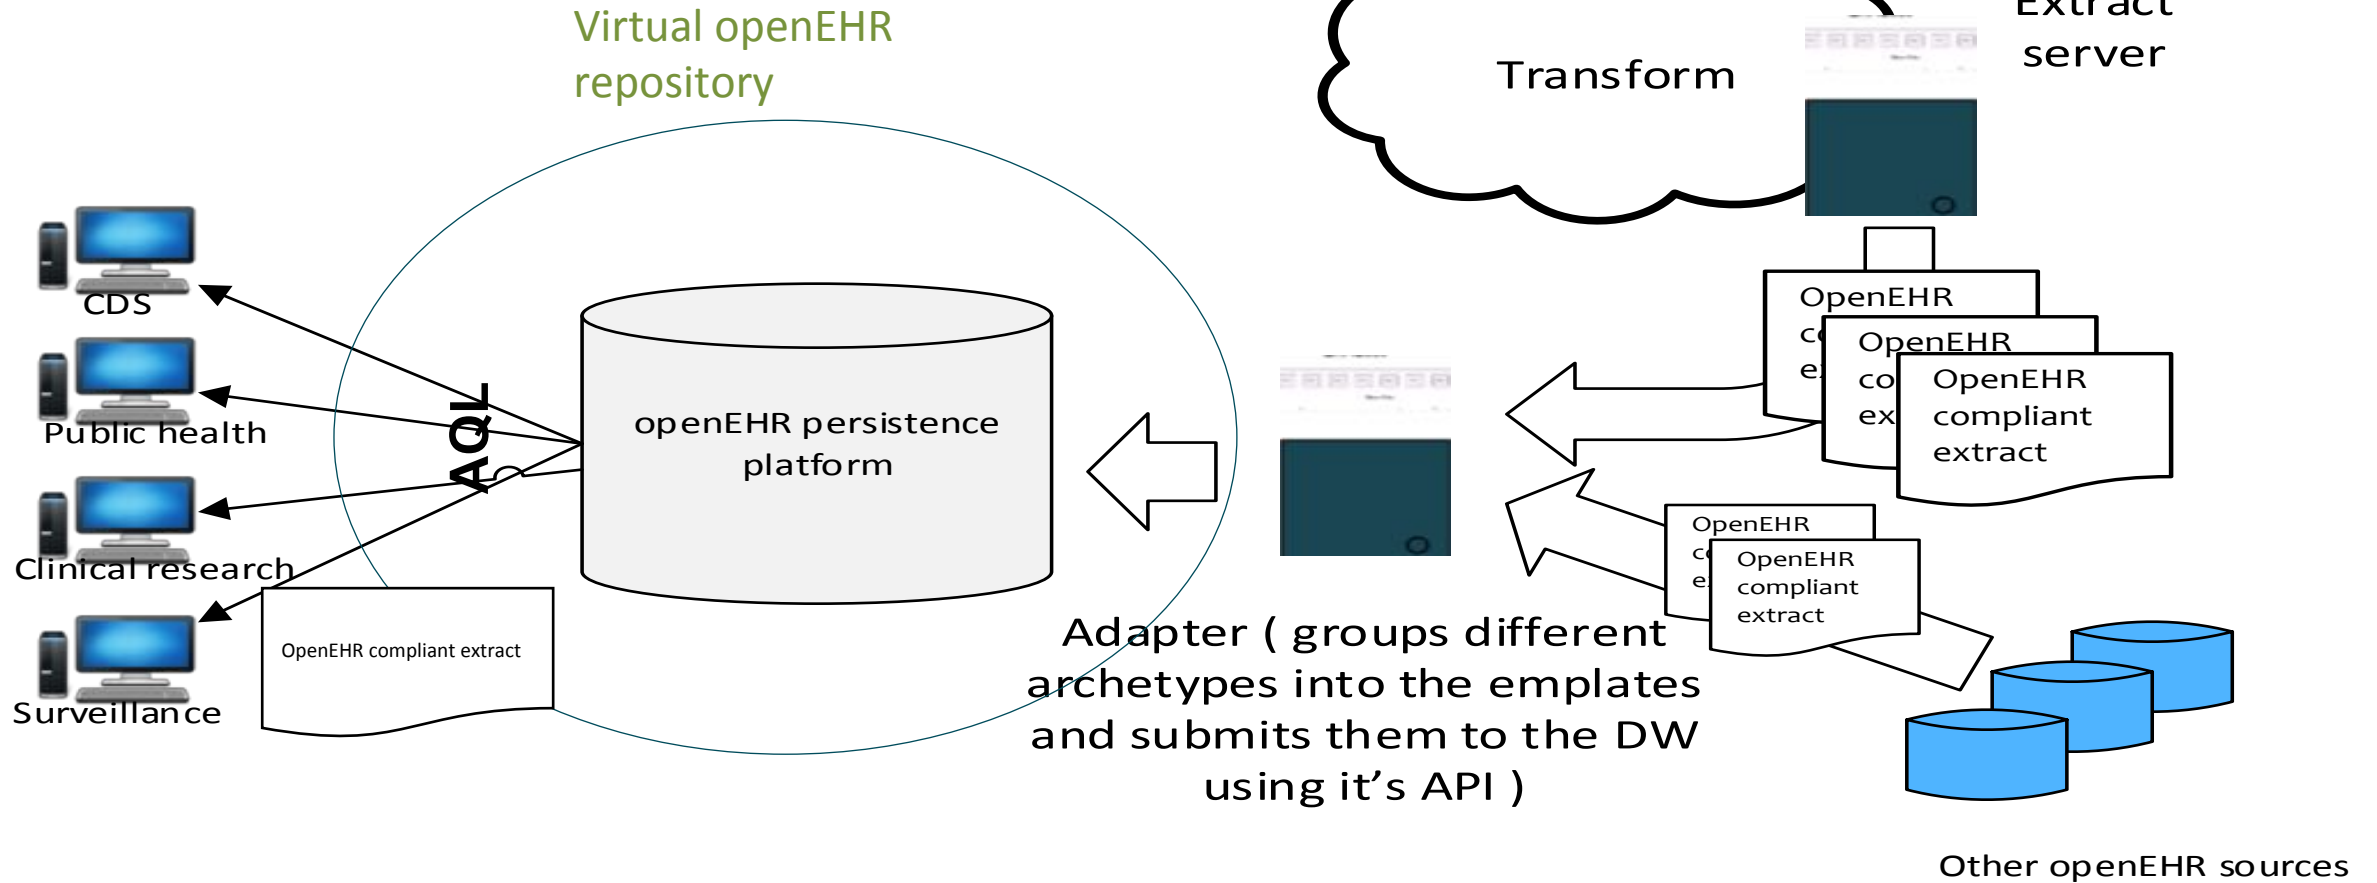 Virtual openEHR
repository
Transform
Extract
server
CDS
Public health
Clinical research
Surveillance
AQL
OpenEHR compliant extract
openEHR persistence
platform
Adapter ( groups different
archetypes into the emplates
and submits them to the DW
using it’s API )
OpenEHR
OpenEHR
OpenEHR
compliant
extract
OpenEHR
OpenEHR
compliant
extract
Other openEHR sources